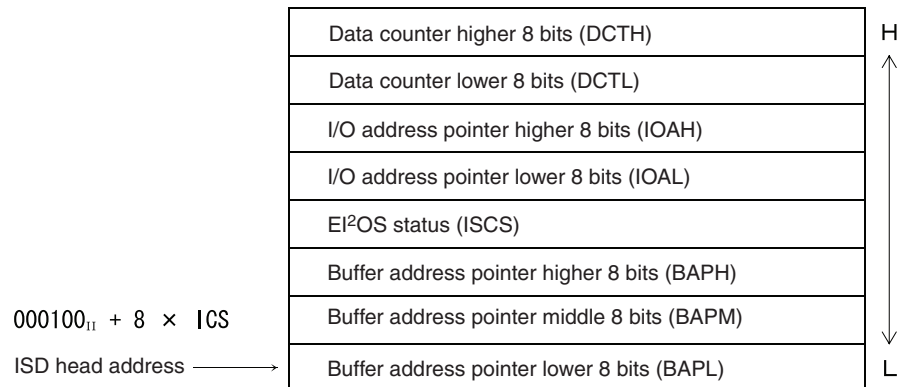 Data counter higher 8 bits (DCTH)
H
Data counter lower 8 bits (DCTL)
I/O address pointer higher 8 bits (IOAH)
I/O address pointer lower 8 bits (IOAL)
EI²OS status (ISCS)
Buffer address pointer higher 8 bits (BAPH)
000100H + 8 × ICS
Buffer address pointer middle 8 bits (BAPM)
ISD head address
Buffer address pointer lower 8 bits (BAPL)
L